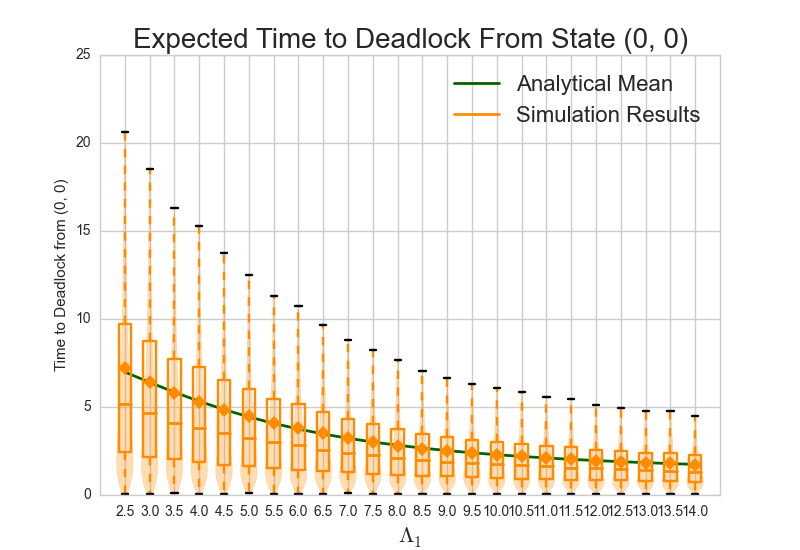 Expected Time to Deadlock From State (0, 0)
Analytical Mean
Simulation Results
Time to Deadlock from (0, 0)
25
20
15
10
5
0
2.5 3.0 3.5 4.0 4.5 5.0 5.5 6.0 6.5 7.0 7.5 8.0 8.5 9.0 9.5 10.0 10.5 11.0 11.5 12.0 12.5 13.0 13.5 14.0
Λ₁